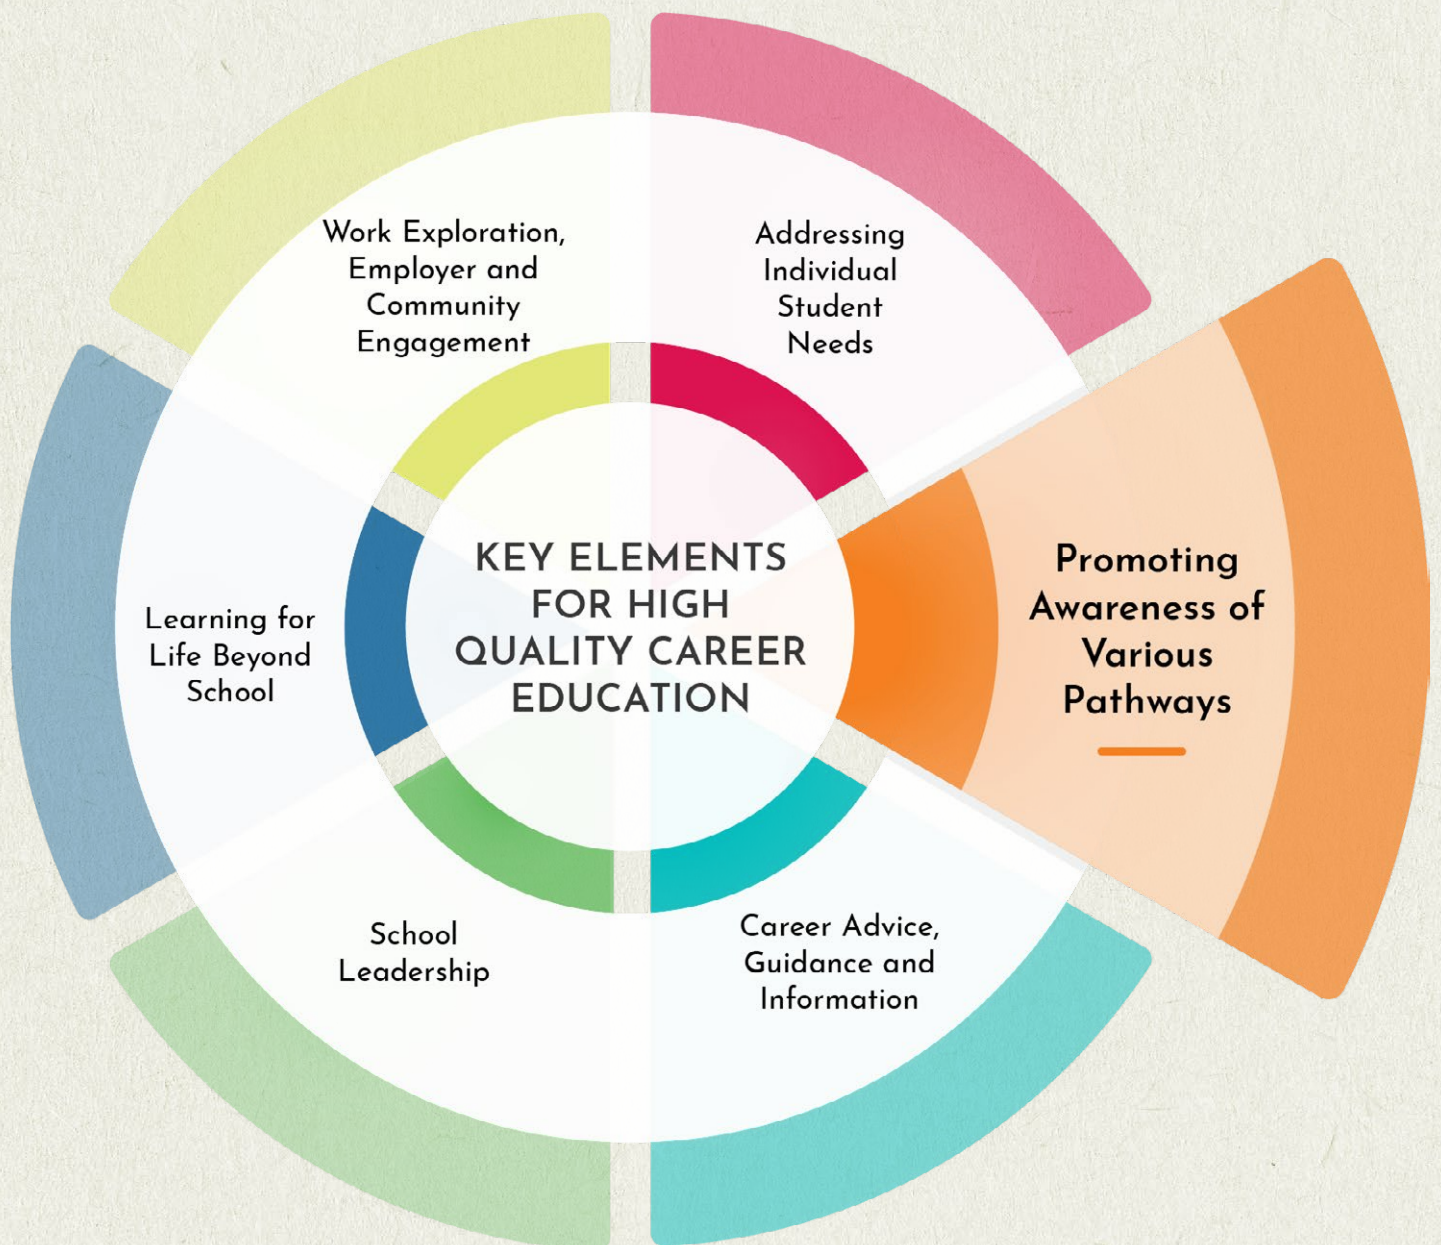 KEY ELEMENTS
FOR HIGH
QUALITY CAREER
EDUCATION
Addressing
Individual
Student
Needs
Promoting
Awareness of
Various
Pathways
Career Advice,
Guidance and
Information
School
Leadership
Learning for
Life Beyond
School
Work Exploration,
Employer and
Community
Engagement